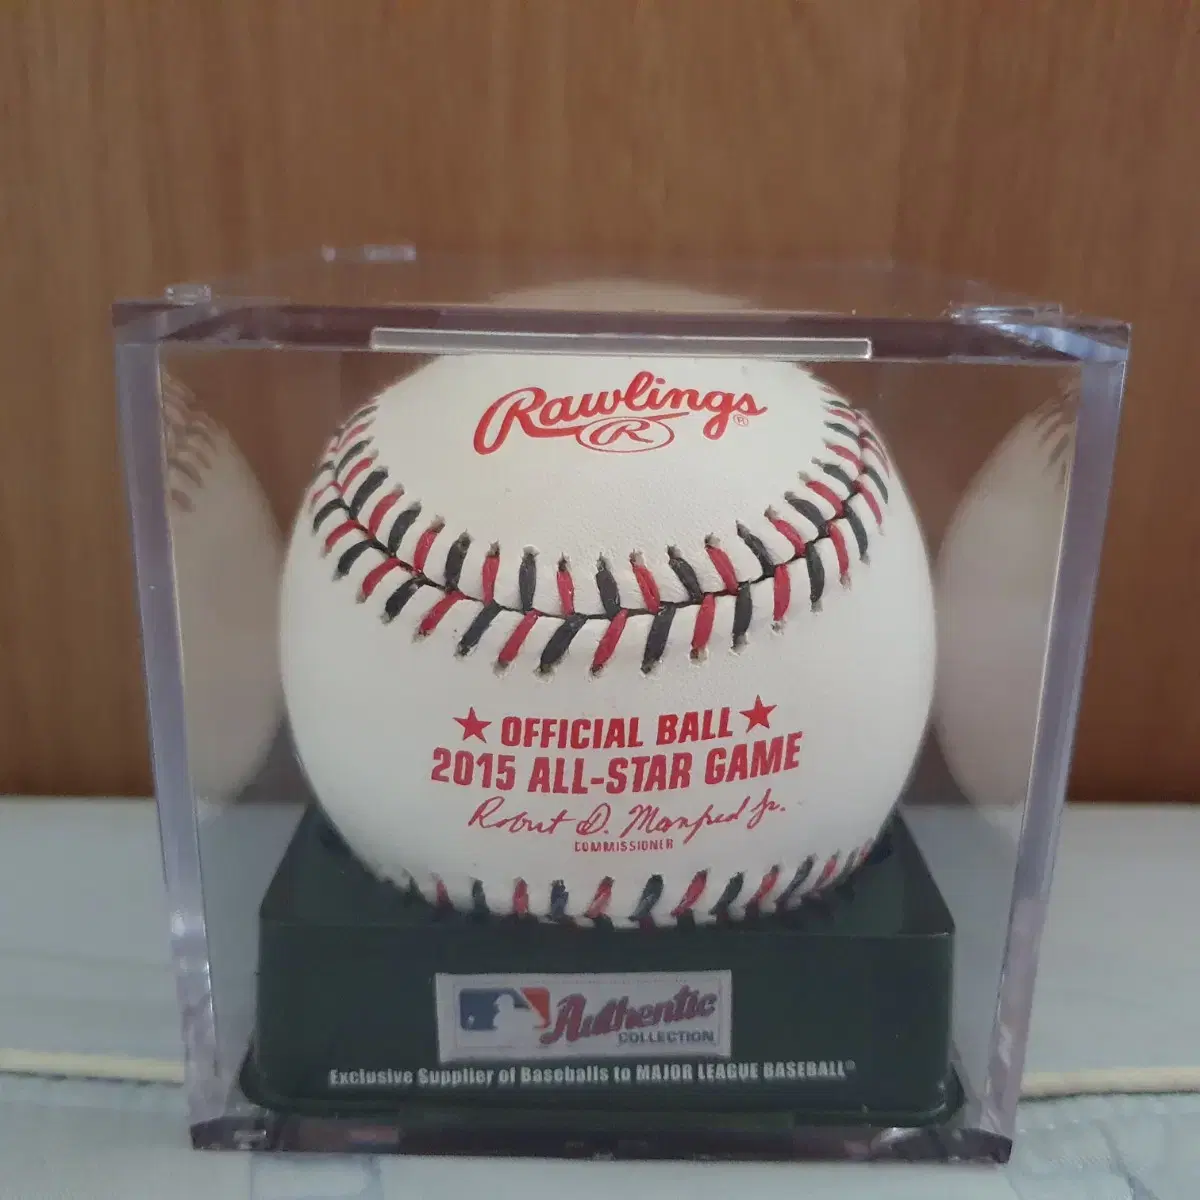 Rawlings®
R
★ OFFICIAL BALL ★
2015 ALL-STAR GAME
Robert D. Manfred Jr.
COMMISSIONER
Authentic
COLLECTION
Exclusive Supplier of Baseballs to MAJOR LEAGUE BASEBALL®